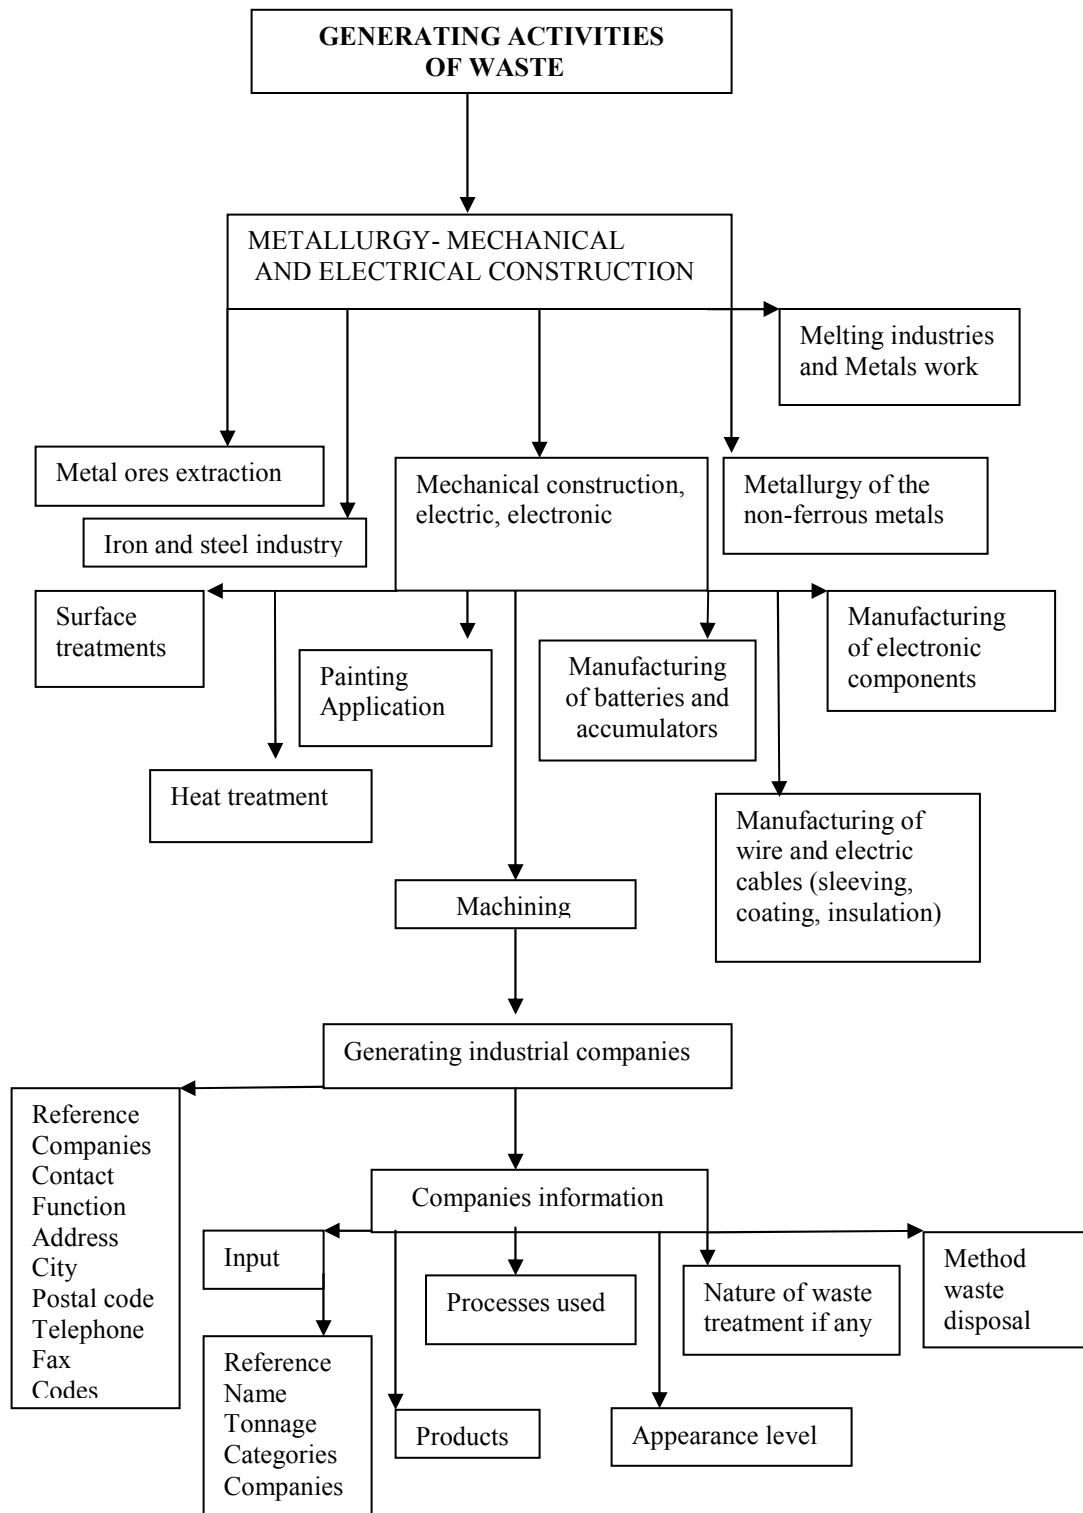 GENERATING ACTIVITIES
OF WASTE
METALLURGY- MECHANICAL
AND ELECTRICAL CONSTRUCTION
Melting industries
and Metals work
Metal ores extraction
Mechanical construction,
electric, electronic
Metallurgy of the
non-ferrous metals
Iron and steel industry
Surface
treatments
Painting
Application
Manufacturing
of batteries and
accumulators
Manufacturing
of electronic
components
Heat treatment
Manufacturing of
wire and electric
cables (sleeving,
coating, insulation)
Machining
Generating industrial companies
Reference
Companies
Contact
Function
Address
City
Postal code
Telephone
Fax
Codes
Companies information
Input
Processes used
Nature of waste
treatment if any
Method
waste
disposal
Reference
Name
Tonnage
Categories
Companies
Products
Appearance level